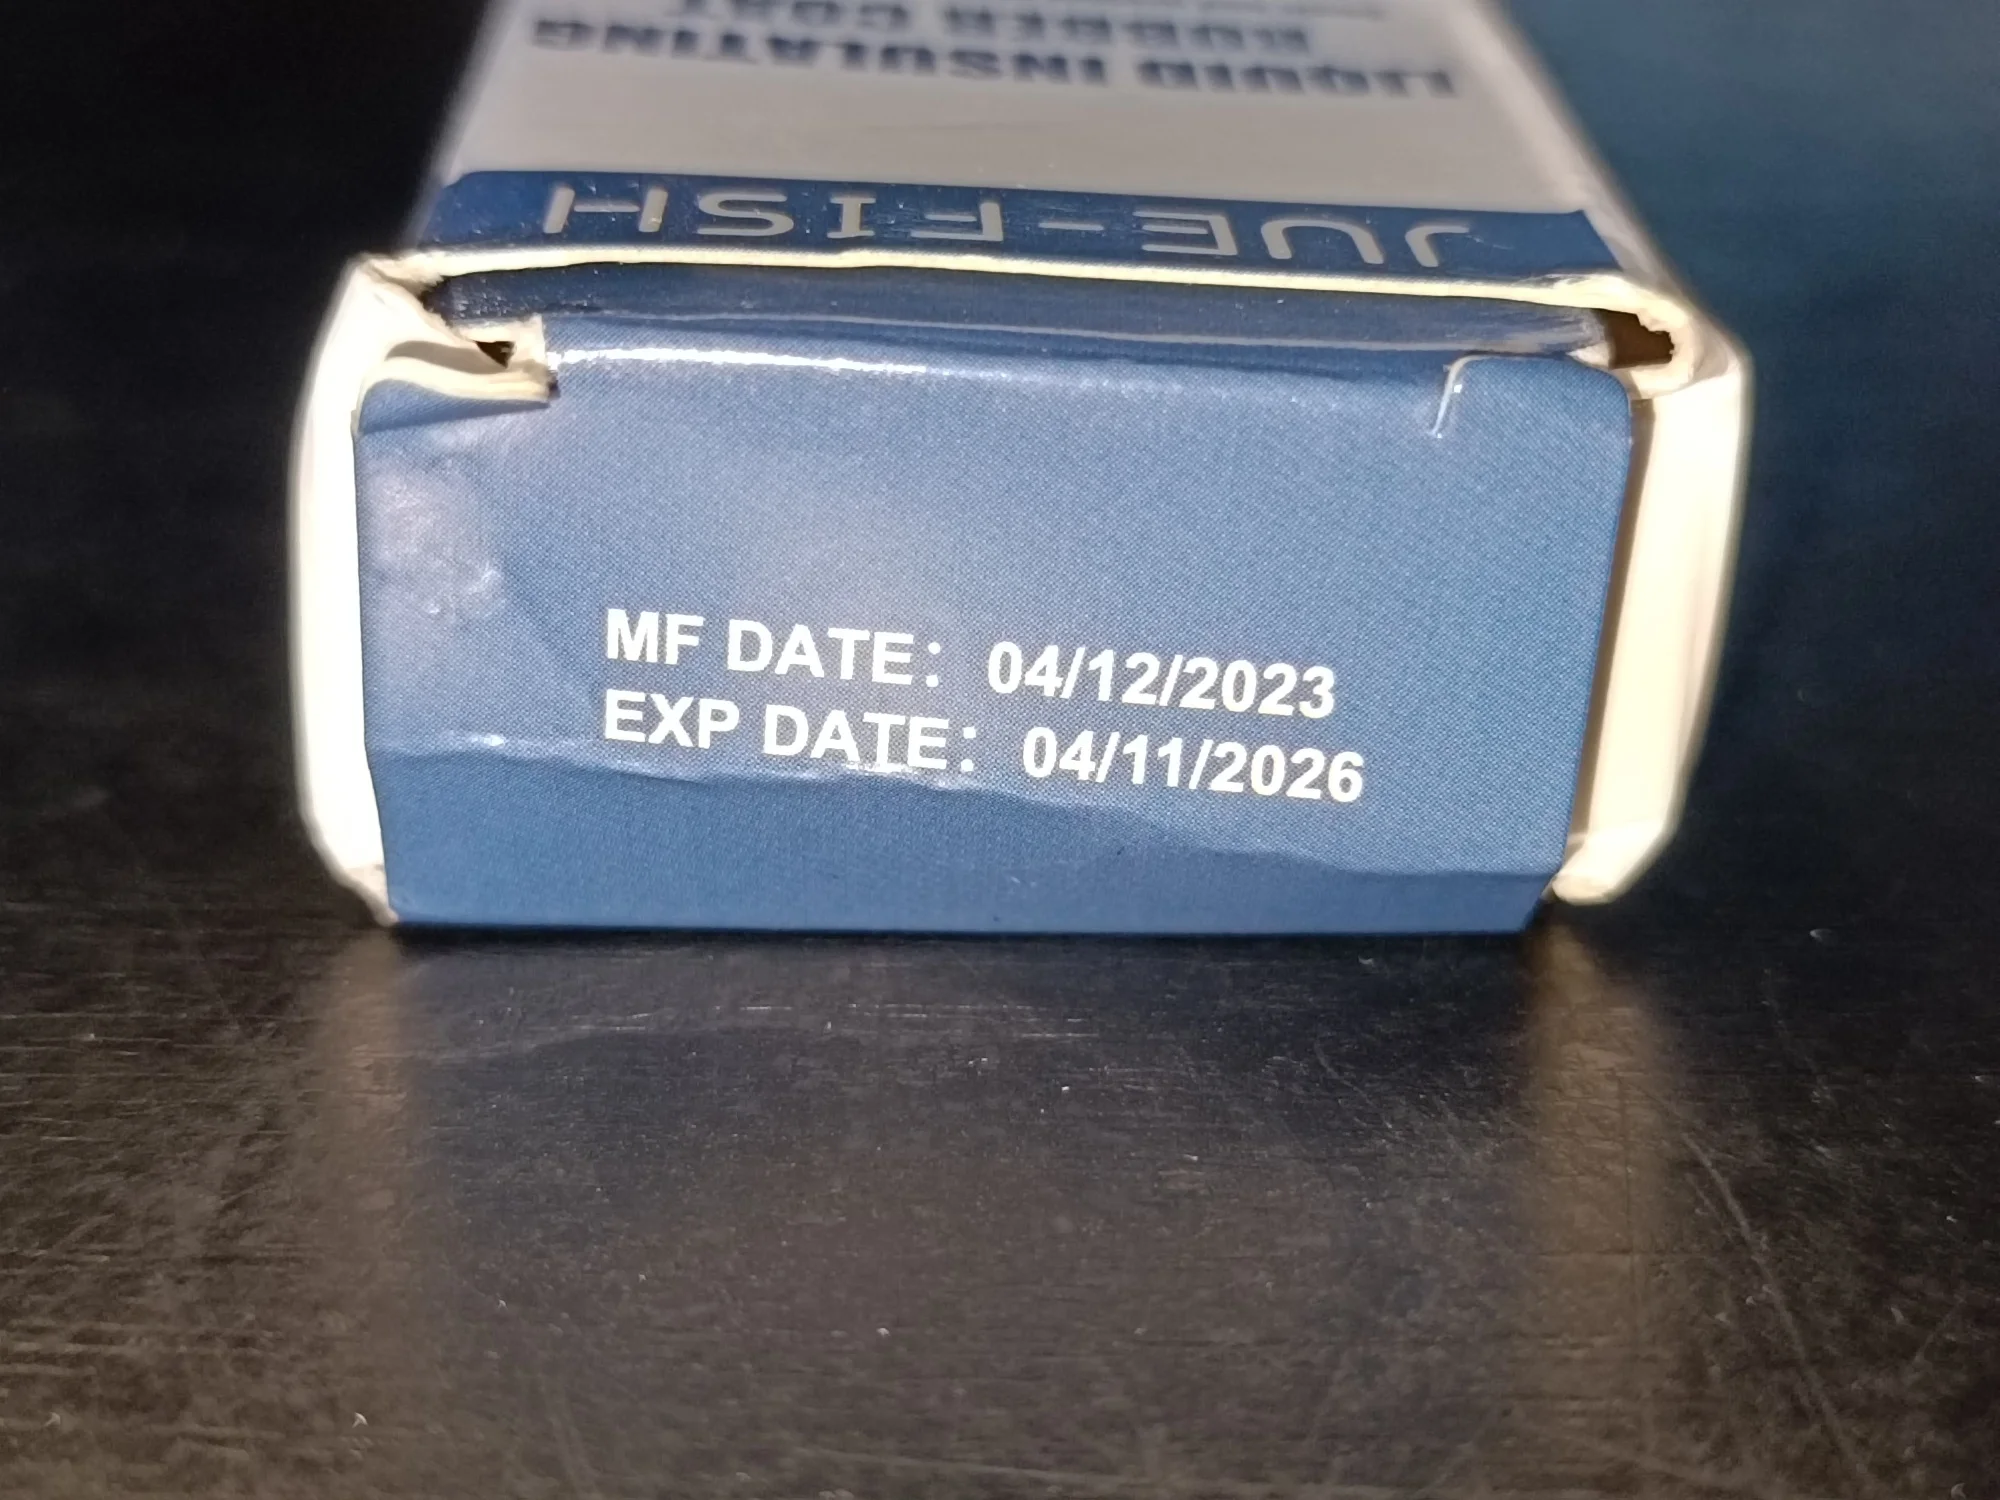 LIQUID INSULATING
RUBBER COAT
JUE-FISH
MF DATE: 04/12/2023
EXP DATE: 04/11/2026